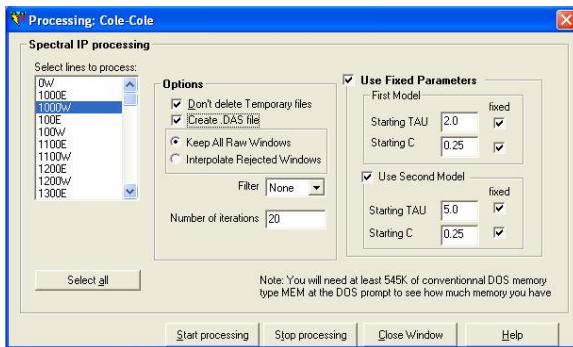 Processing: Cole-Cole
Spectral IP processing
Select lines to process:
0W
1000E
1000W
100E
100W
1100E
1100W
1200E
1200W
1300E
Select all
Options
Don't delete Temporary files
Create .DAS file
Keep All Raw Windows
Interpolate Rejected Windows
Filter None
Number of iterations 20
Use Fixed Parameters
First Model
fixed
Starting TAU 2.0
Starting C 0.25
Use Second Model
fixed
Starting TAU 5.0
Starting C 0.25
Note: You will need at least 545K of conventionnal DOS memory
type MEM at the DOS prompt to see how much memory you have
Start processing Stop processing Close Window Help